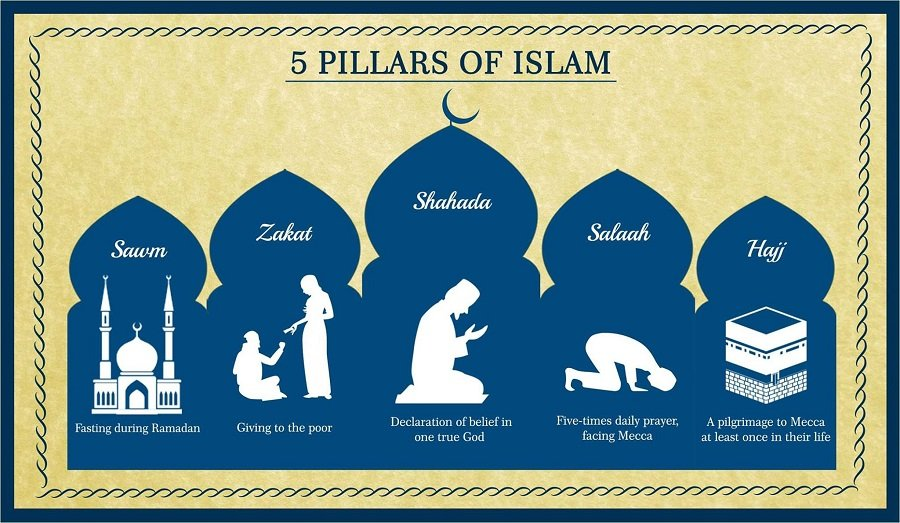 5 PILLARS OF ISLAM
Sawm
Fasting during Ramadan
Zakat
Giving to the poor
Shahada
Declaration of belief in
one true God
Salaah
Five-times daily prayer,
facing Mecca
Hajj
A pilgrimage to Mecca
at least once in their life